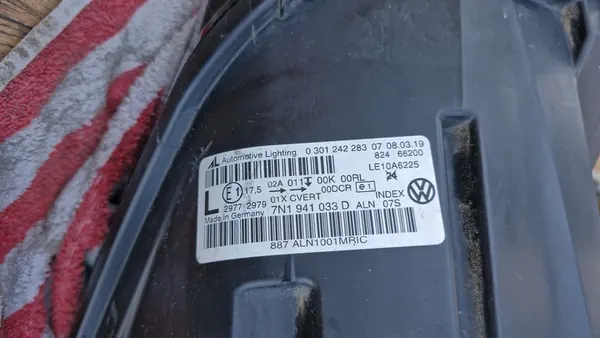 AL Automotive Lighting 0 301 242 283 07 08.03.19
824 66200
LE10A6225
L E1 17.5 02A 01 00K 00RL
00DCR e1
2977 2979 01X CVERT INDEX
Made in Germany 7N1 941 033 D ALN 07S
887 ALN1001MRIC